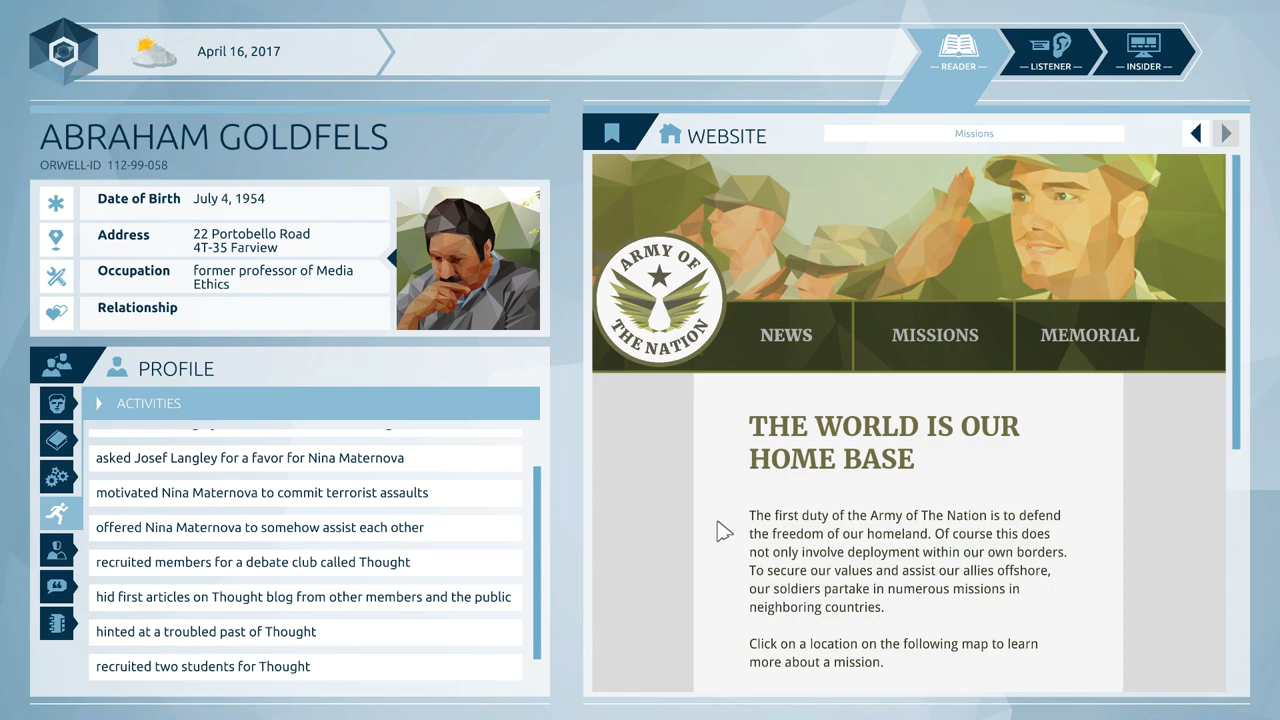 April 16, 2017
READER
LISTENER
INSIDER
ABRAHAM GOLDFELS
ORWELL-ID 112-99-058
Date of Birth July 4, 1954
Address 22 Portobello Road
4T-35 Farview
Occupation former professor of Media
Ethics
Relationship
PROFILE
ACTIVITIES
asked Josef Langley for a favor for Nina Maternova
motivated Nina Maternova to commit terrorist assaults
offered Nina Maternova to somehow assist each other
recruited members for a debate club called Thought
hid first articles on Thought blog from other members and the public
hinted at a troubled past of Thought
recruited two students for Thought
WEBSITE
Missions
ARMY OF
THE NATION
NEWS
MISSIONS
MEMORIAL
THE WORLD IS OUR
HOME BASE
The first duty of the Army of The Nation is to defend
the freedom of our homeland. Of course this does
not only involve deployment within our own borders.
To secure our values and assist our allies offshore,
our soldiers partake in numerous missions in
neighboring countries.
Click on a location on the following map to learn
more about a mission.